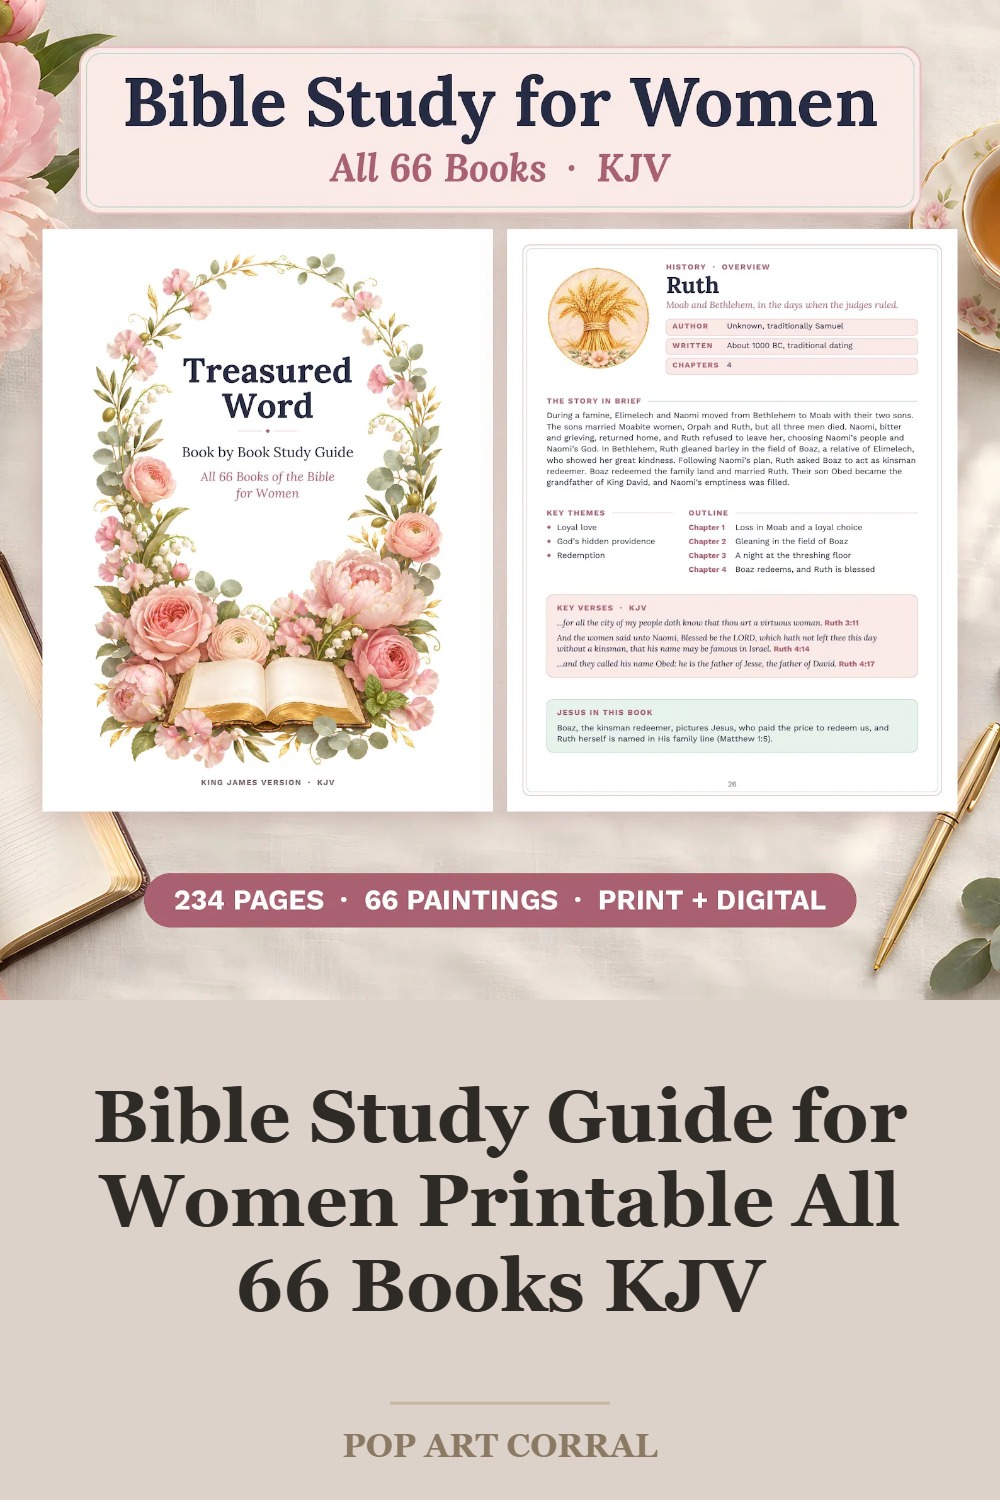 Bible Study for Women
All 66 Books · KJV
Treasured
Word
Book by Book Study Guide
All 66 Books of the Bible
for Women
KING JAMES VERSION · KJV
HISTORY · OVERVIEW
Ruth
Moab and Bethlehem, in the days when the judges ruled.
AUTHOR Unknown, traditionally Samuel
WRITTEN About 1000 BC, traditional dating
CHAPTERS 4
THE STORY IN BRIEF
During a famine, Elimelech and Naomi moved from Bethlehem to Moab with their two sons.
The sons married Moabite women, Orpah and Ruth, but all three men died. Naomi, bitter
and grieving, returned home, and Ruth refused to leave her, choosing Naomi's people and
Naomi's God. In Bethlehem, Ruth gleaned barley in the field of Boaz, a relative of Elimelech,
who showed her great kindness. Following Naomi's plan, Ruth asked Boaz to act as kinsman
redeemer. Boaz redeemed the family land and married Ruth. Their son Obed became the
grandfather of King David, and Naomi's emptiness was filled.
KEY THEMES
Loyal love
God's hidden providence
Redemption
OUTLINE
Chapter 1 Loss in Moab and a loyal choice
Chapter 2 Gleaning in the field of Boaz
Chapter 3 A night at the threshing floor
Chapter 4 Boaz redeems, and Ruth is blessed
KEY VERSES · KJV
...for all the city of my people doth know that thou art a virtuous woman. Ruth 3:11
And the women said unto Naomi, Blessed be the LORD, which hath not left thee this day
without a kinsman, that his name may be famous in Israel. Ruth 4:14
...and they called his name Obed: he is the father of Jesse, the father of David. Ruth 4:17
JESUS IN THIS BOOK
Boaz, the kinsman redeemer, pictures Jesus, who paid the price to redeem us, and
Ruth herself is named in His family line (Matthew 1:5).
26
234 PAGES · 66 PAINTINGS · PRINT + DIGITAL
Bible Study Guide for
Women Printable All
66 Books KJV
POP ART CORRAL